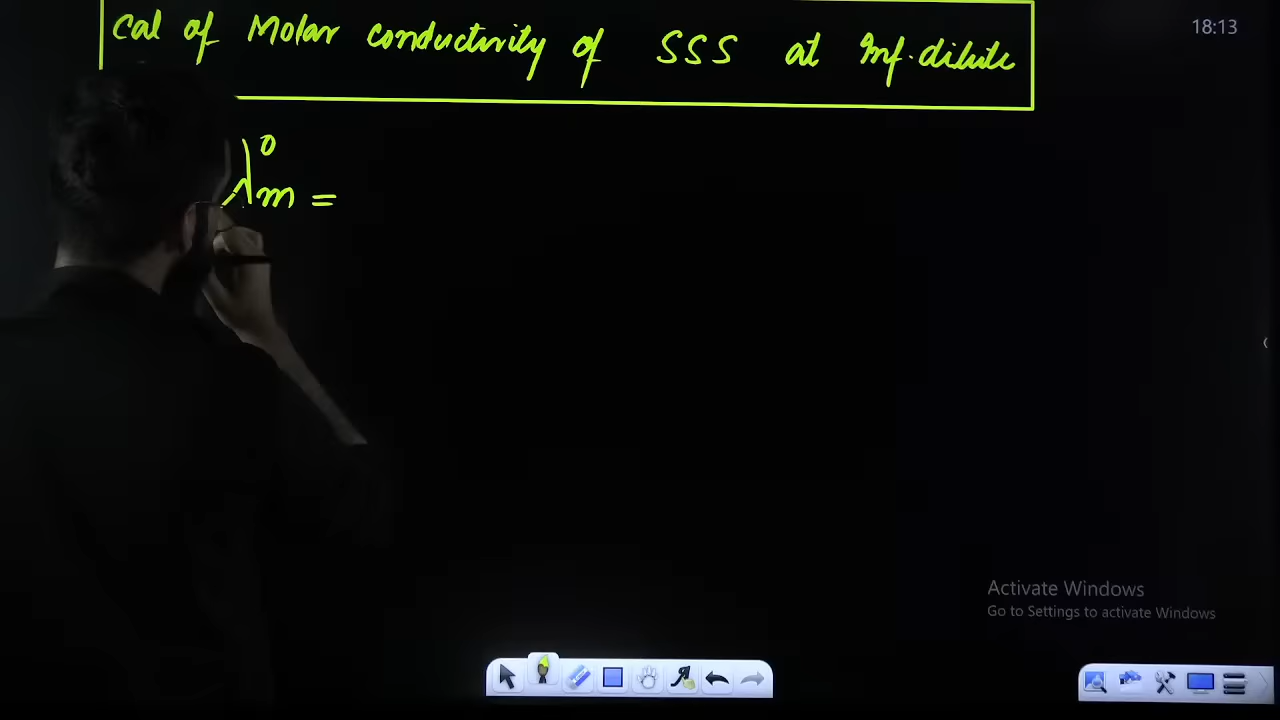 18:13
Cal of Molar conductivity of SSS at Inf. dilute
λ°m =
Activate Windows
Go to Settings to activate Windows